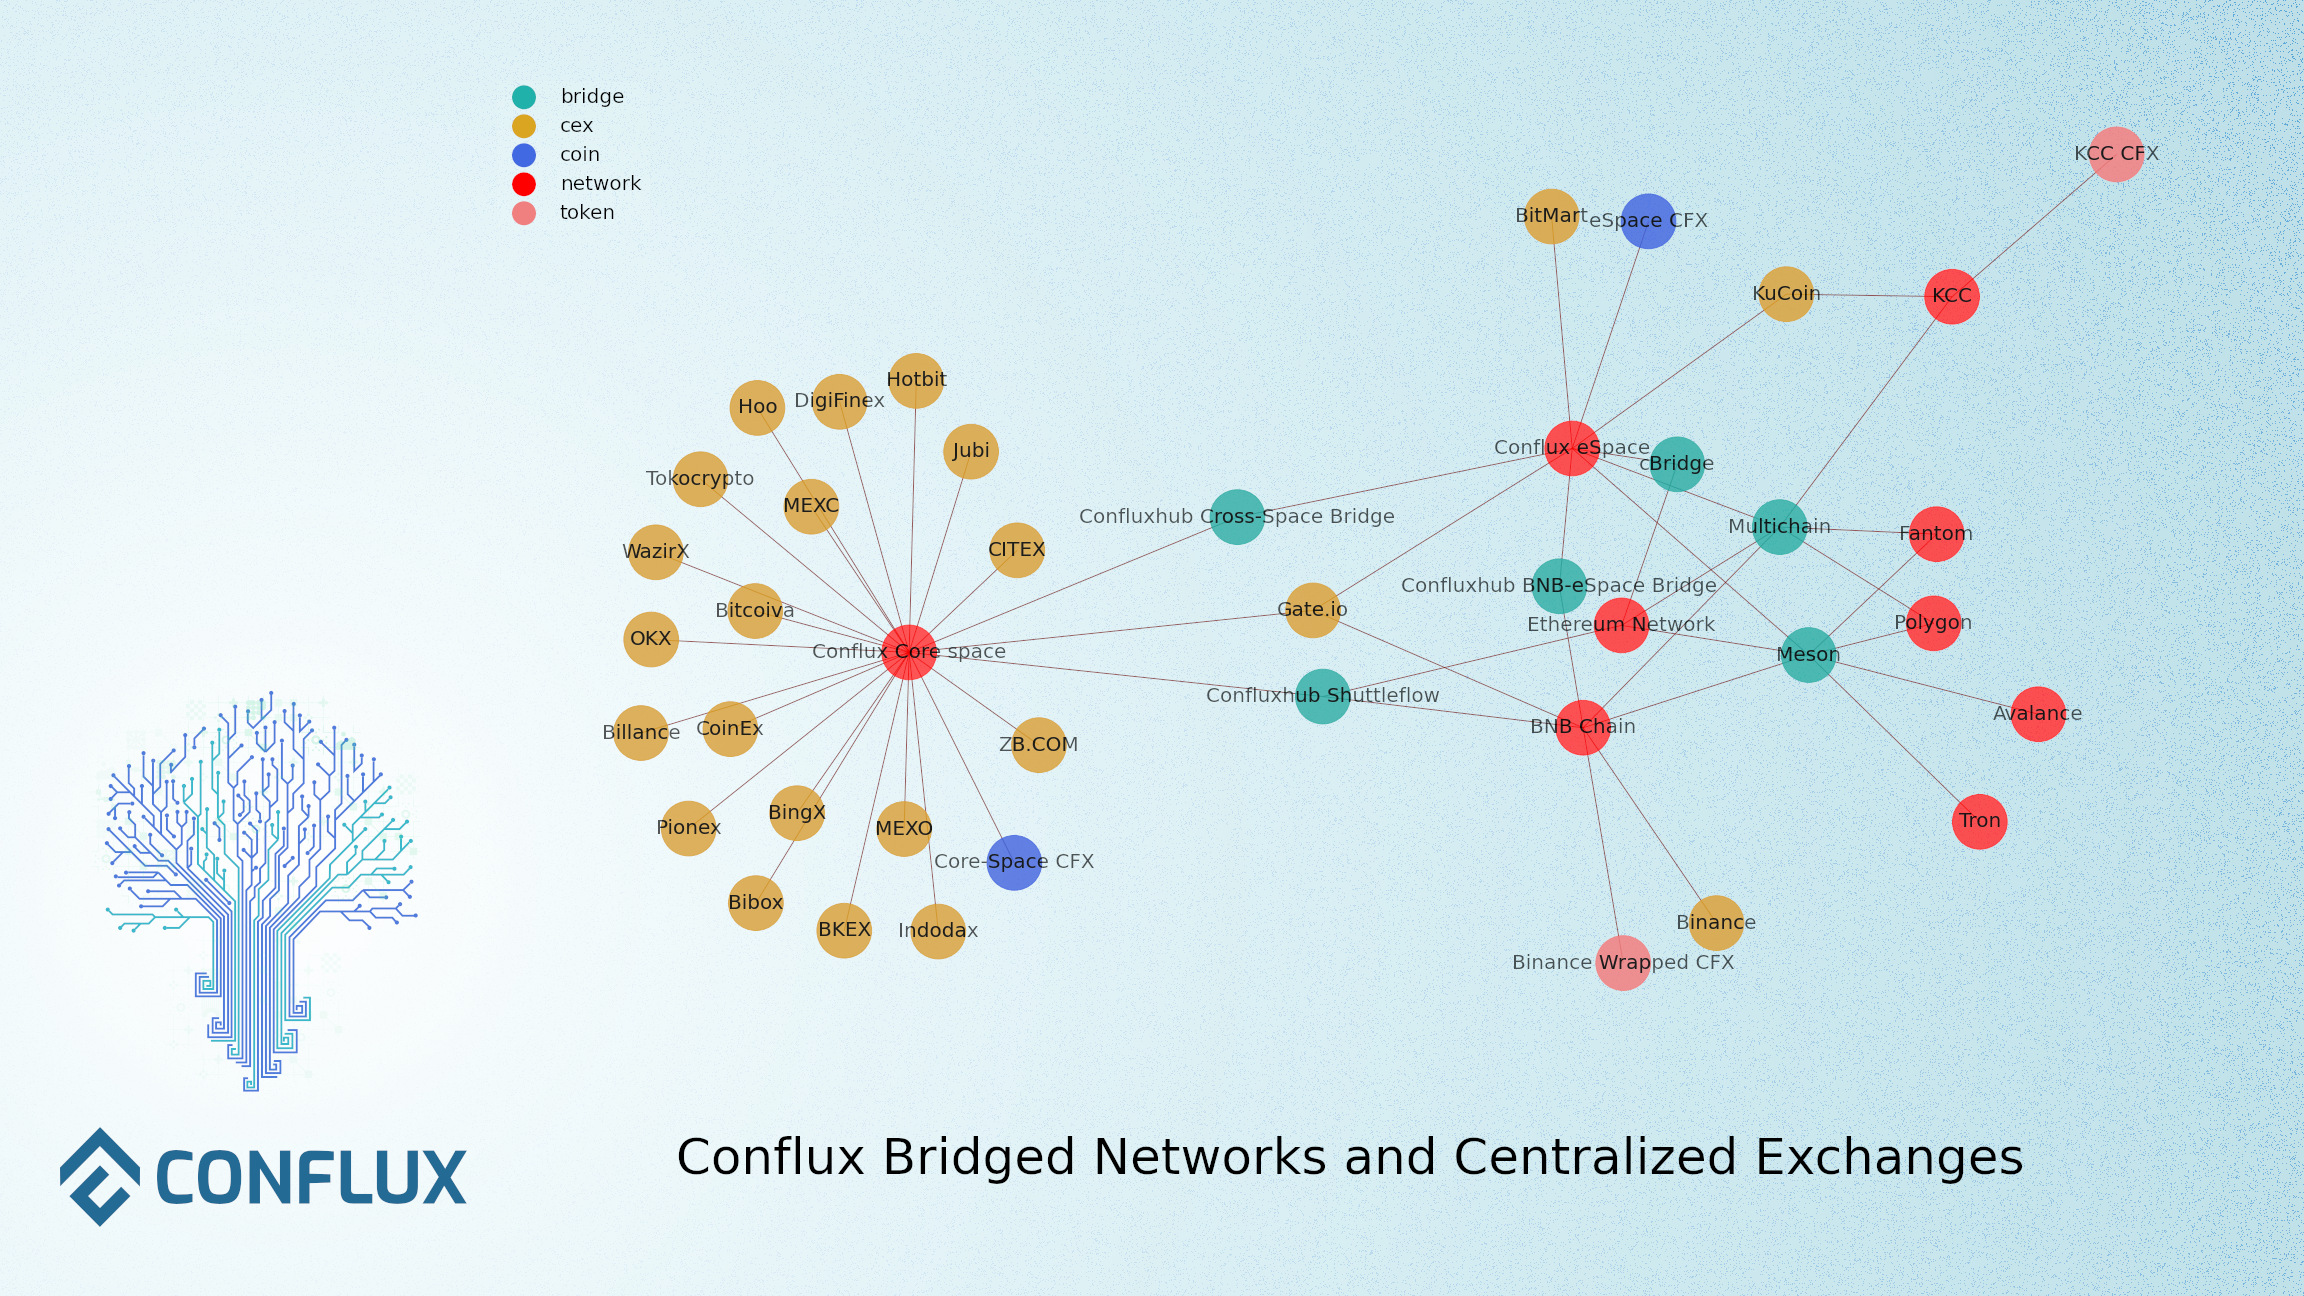 bridge
cex
coin
network
token
KCC CFX
BitMart
eSpace CFX
KuCoin
KCC
Hotbit
DigiFinex
Hoo
Jubi
Conflux eSpace
cBridge
Tokocrypto
MEXC
Confluxhub Cross-Space Bridge
Multichain
Fantom
WazirX
CITEX
Confluxhub BNB-eSpace Bridge
Bitcoiva
Gate.io
Ethereum Network
Polygon
OKX
Conflux Core space
Meson
Confluxhub Shuttleflow
Avalance
Billance
CoinEx
BNB Chain
ZB.COM
Pionex
BingX
MEXO
Tron
Core-Space CFX
Bibox
BKEX
Indodax
Binance
Binance Wrapped CFX
CONFLUX
Conflux Bridged Networks and Centralized Exchanges